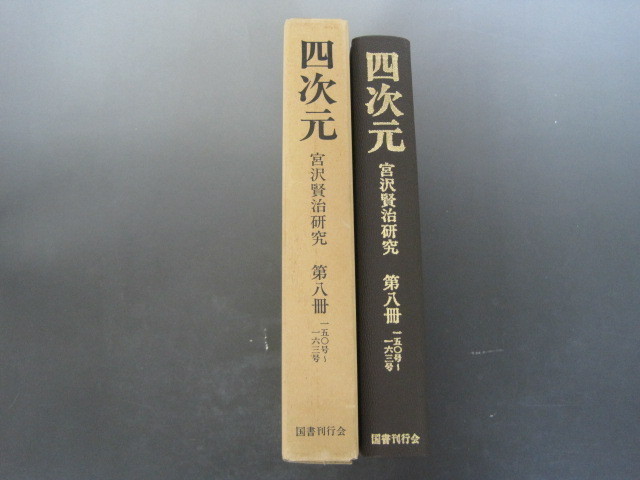 四次元
宮沢賢治研究
第八冊
一五〇号～
一六三号
国書刊行会
四次元
宮沢賢治研究
第八冊
一五〇号～
一六三号
国書刊行会